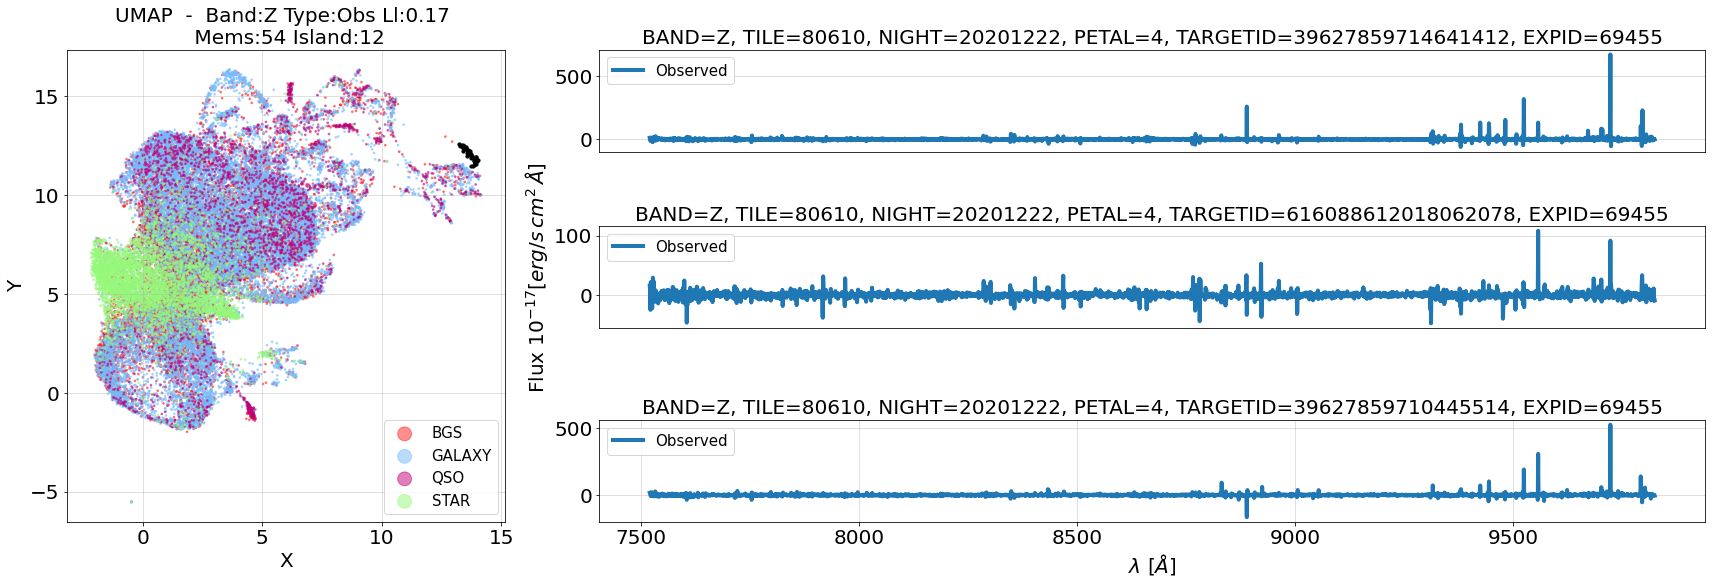 UMAP - Band:Z Type:Obs Ll:0.17
Mems:54 Island:12
15
10
5
0
−5
Y
0
5
10
15
X
BGS
GALAXY
QSO
STAR
Flux 10^{-17}[erg/s cm^2 Å]
BAND=Z, TILE=80610, NIGHT=20201222, PETAL=4, TARGETID=39627859714641412, EXPID=69455
Observed
500
0
BAND=Z, TILE=80610, NIGHT=20201222, PETAL=4, TARGETID=616088612018062078, EXPID=69455
Observed
100
0
BAND=Z, TILE=80610, NIGHT=20201222, PETAL=4, TARGETID=39627859710445514, EXPID=69455
Observed
500
0
7500
8000
8500
9000
9500
λ [Å]